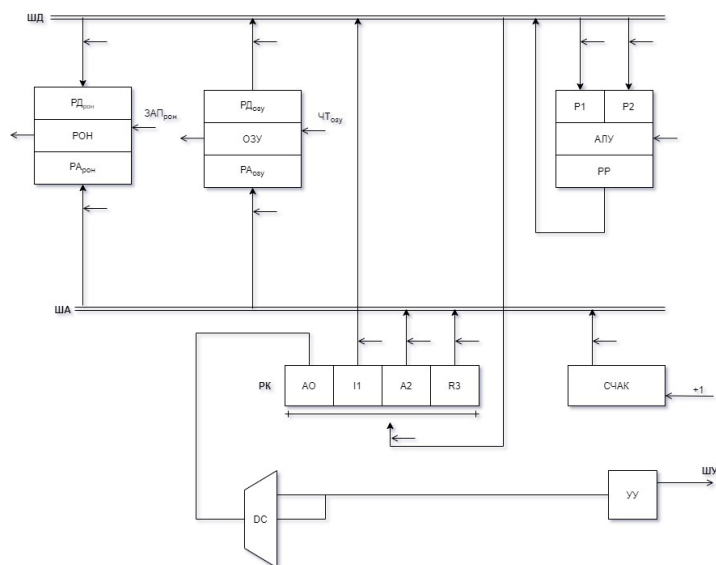 ШД
РДрон
ЗАПрон
РОН
РАрон
РДозу
ЧТозу
ОЗУ
РАозу
Р1 Р2
АЛУ
РР
ША
РК
АО I1 А2 R3
СЧАК
+1
DC
УУ
ШУ